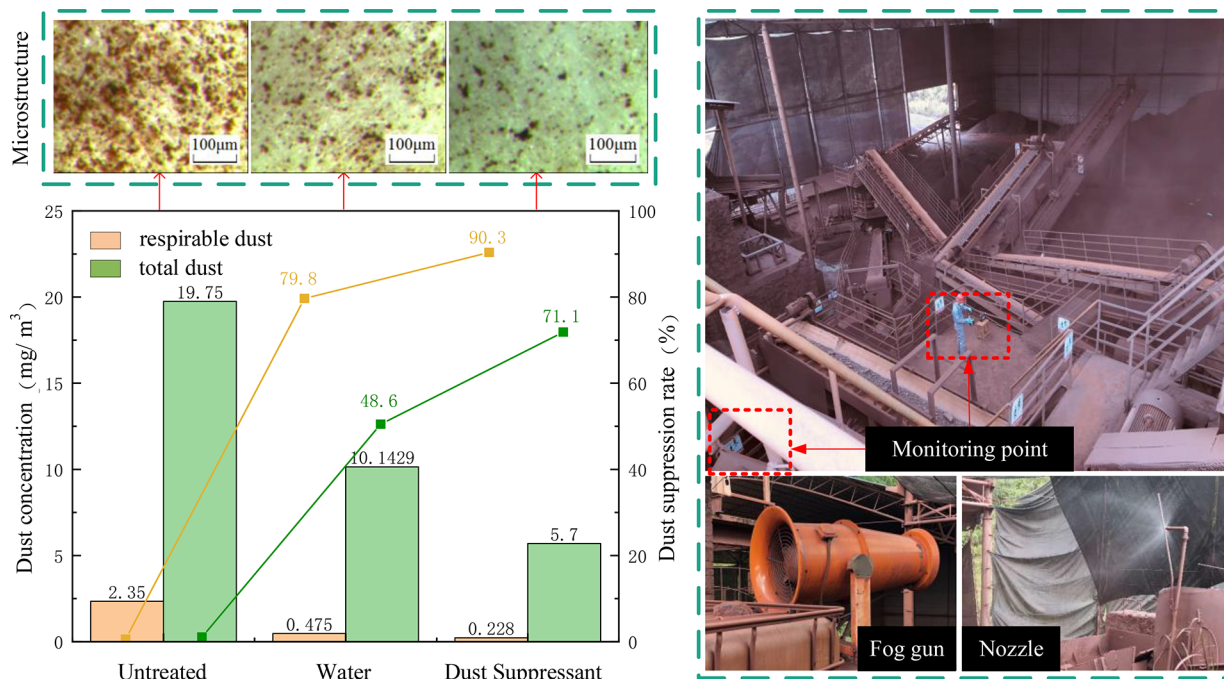 Microstructure
100μm
100μm
100μm
Dust concentration (mg/m³)
25
20
15
10
5
0
respirable dust
total dust
19.75
2.35
79.8
90.3
71.1
48.6
10.1429
0.475
5.7
0.228
100
80
60
40
20
0
Dust suppression rate (%)
Untreated
Water
Dust Suppressant
Monitoring point
Fog gun
Nozzle